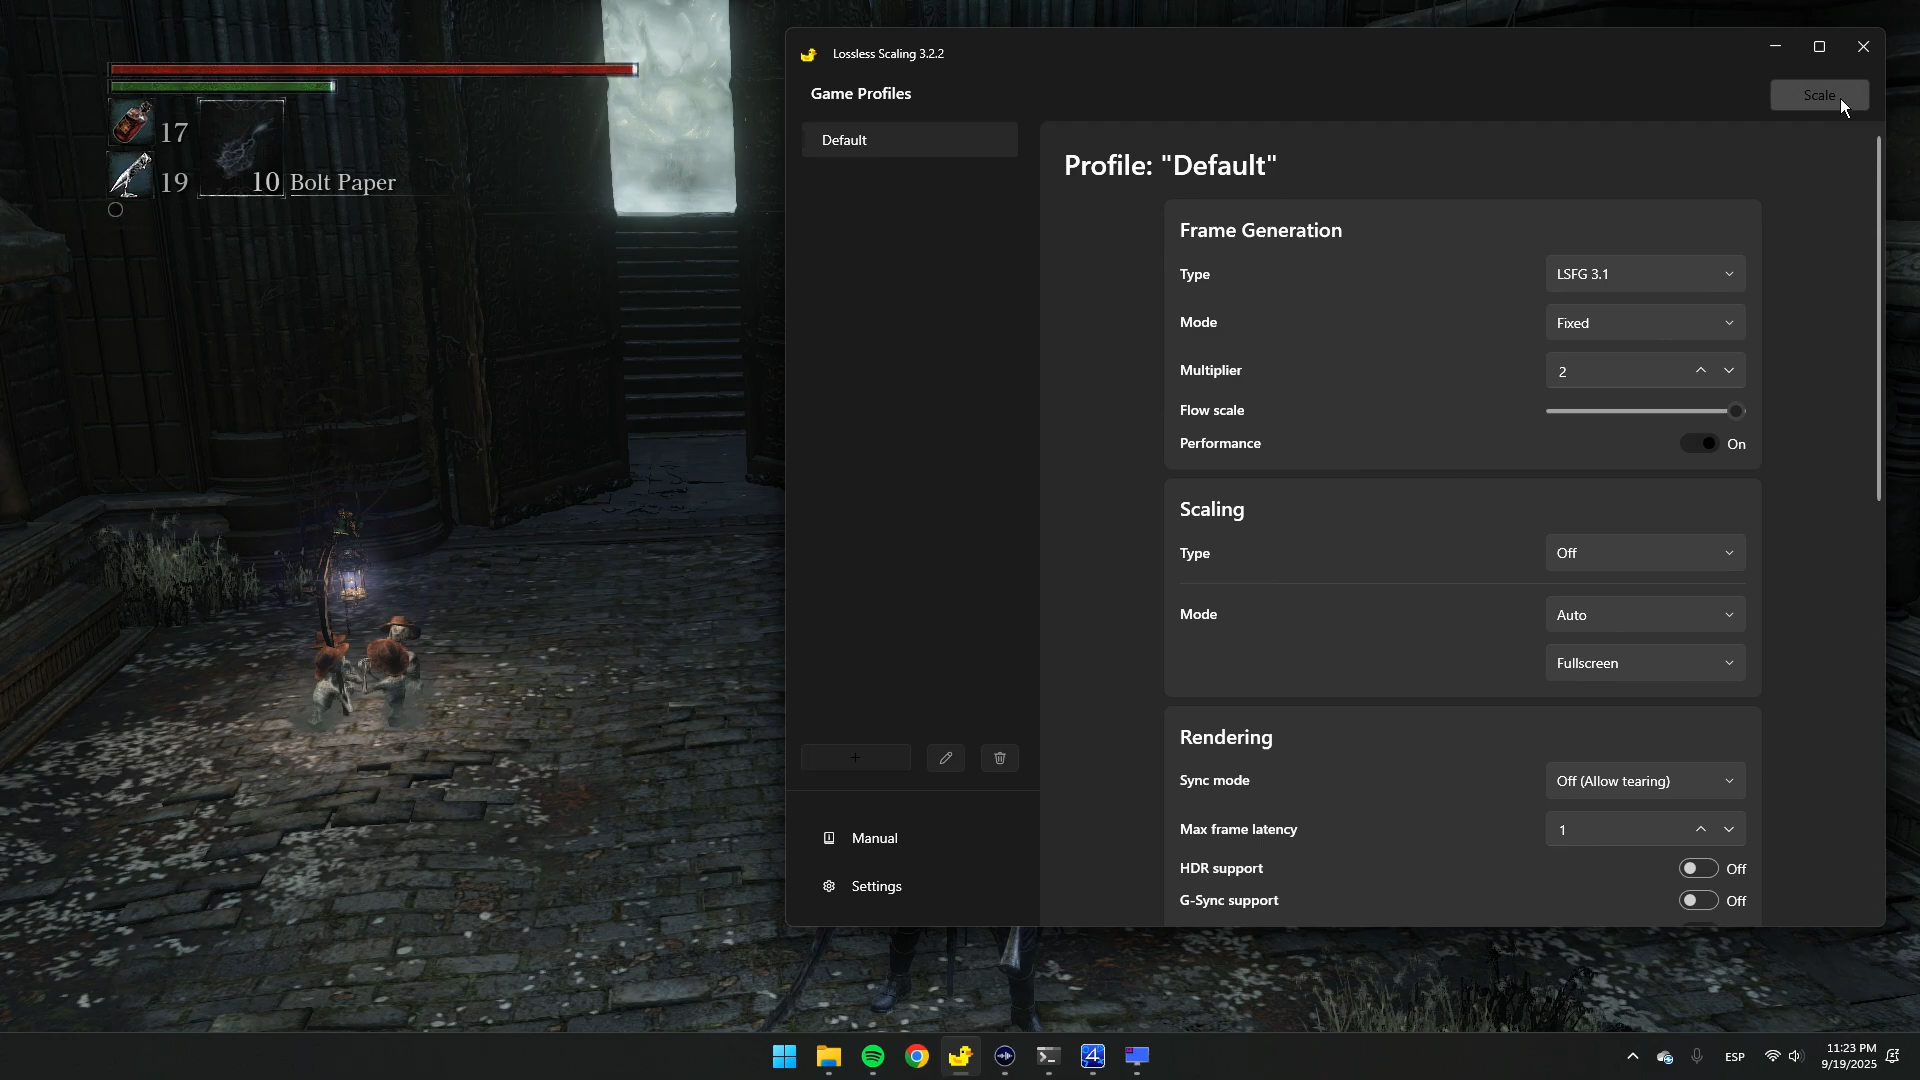 Lossless Scaling 3.2.2
Game Profiles
Scale
Default
17
19
10 Bolt Paper
Profile: "Default"
Frame Generation
Type
LSFG 3.1
Mode
Fixed
Multiplier
2
Flow scale
Performance
On
Scaling
Type
Off
Mode
Auto
Fullscreen
Rendering
Sync mode
Off (Allow tearing)
Max frame latency
1
HDR support
Off
G-Sync support
Off
Manual
Settings
4
ESP
11:23 PM
9/19/2025